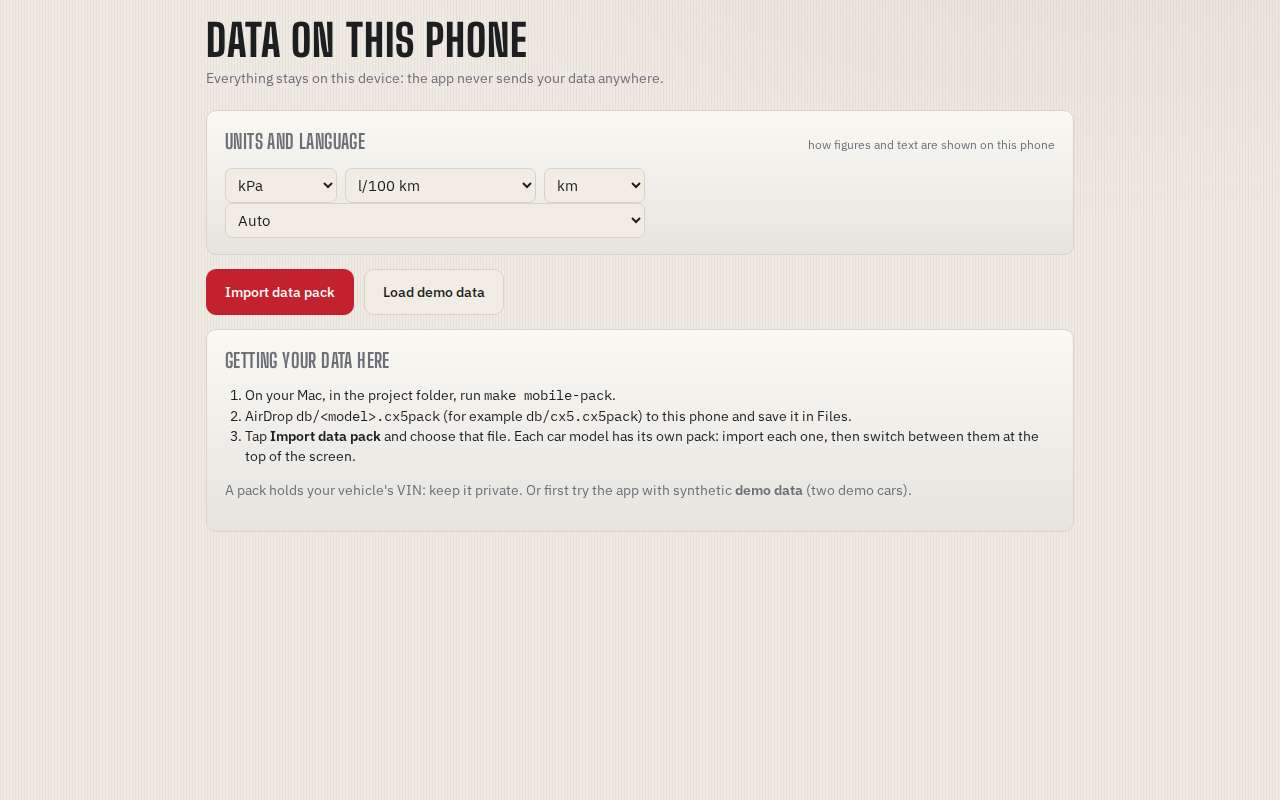 DATA ON THIS PHONE
Everything stays on this device: the app never sends your data anywhere.
UNITS AND LANGUAGE
how figures and text are shown on this phone
kPa
l/100 km
km
Auto
Import data pack
Load demo data
GETTING YOUR DATA HERE
1. On your Mac, in the project folder, run make mobile-pack.
2. AirDrop db/<model>.cx5pack (for example db/cx5.cx5pack) to this phone and save it in Files.
3. Tap Import data pack and choose that file. Each car model has its own pack: import each one, then switch between them at the
top of the screen.
A pack holds your vehicle's VIN: keep it private. Or first try the app with synthetic demo data (two demo cars).